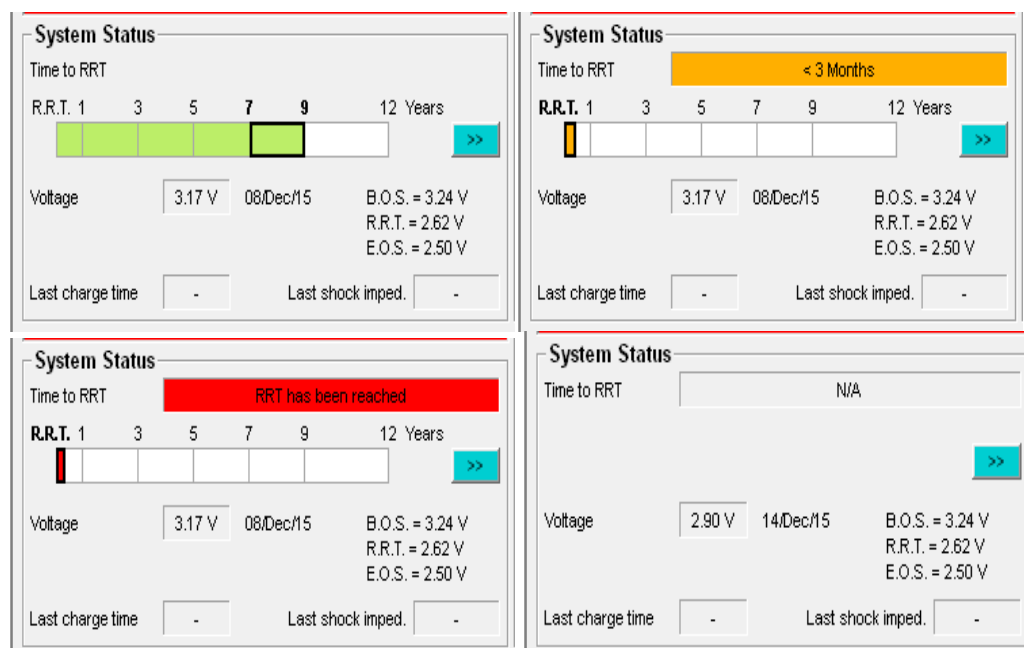 System Status
Time to RRT
R.R.T. 1 3 5 7 9 12 Years
>>
Voltage 3.17 V 08/Dec/15 B.O.S. = 3.24 V
R.R.T. = 2.62 V
E.O.S. = 2.50 V
Last charge time - Last shock imped. -
System Status
Time to RRT < 3 Months
R.R.T. 1 3 5 7 9 12 Years
>>
Voltage 3.17 V 08/Dec/15 B.O.S. = 3.24 V
R.R.T. = 2.62 V
E.O.S. = 2.50 V
Last charge time - Last shock imped. -
System Status
Time to RRT RRT has been reached
R.R.T. 1 3 5 7 9 12 Years
>>
Voltage 3.17 V 08/Dec/15 B.O.S. = 3.24 V
R.R.T. = 2.62 V
E.O.S. = 2.50 V
Last charge time - Last shock imped. -
System Status
Time to RRT N/A
>>
Voltage 2.90 V 14/Dec/15 B.O.S. = 3.24 V
R.R.T. = 2.62 V
E.O.S. = 2.50 V
Last charge time - Last shock imped. -